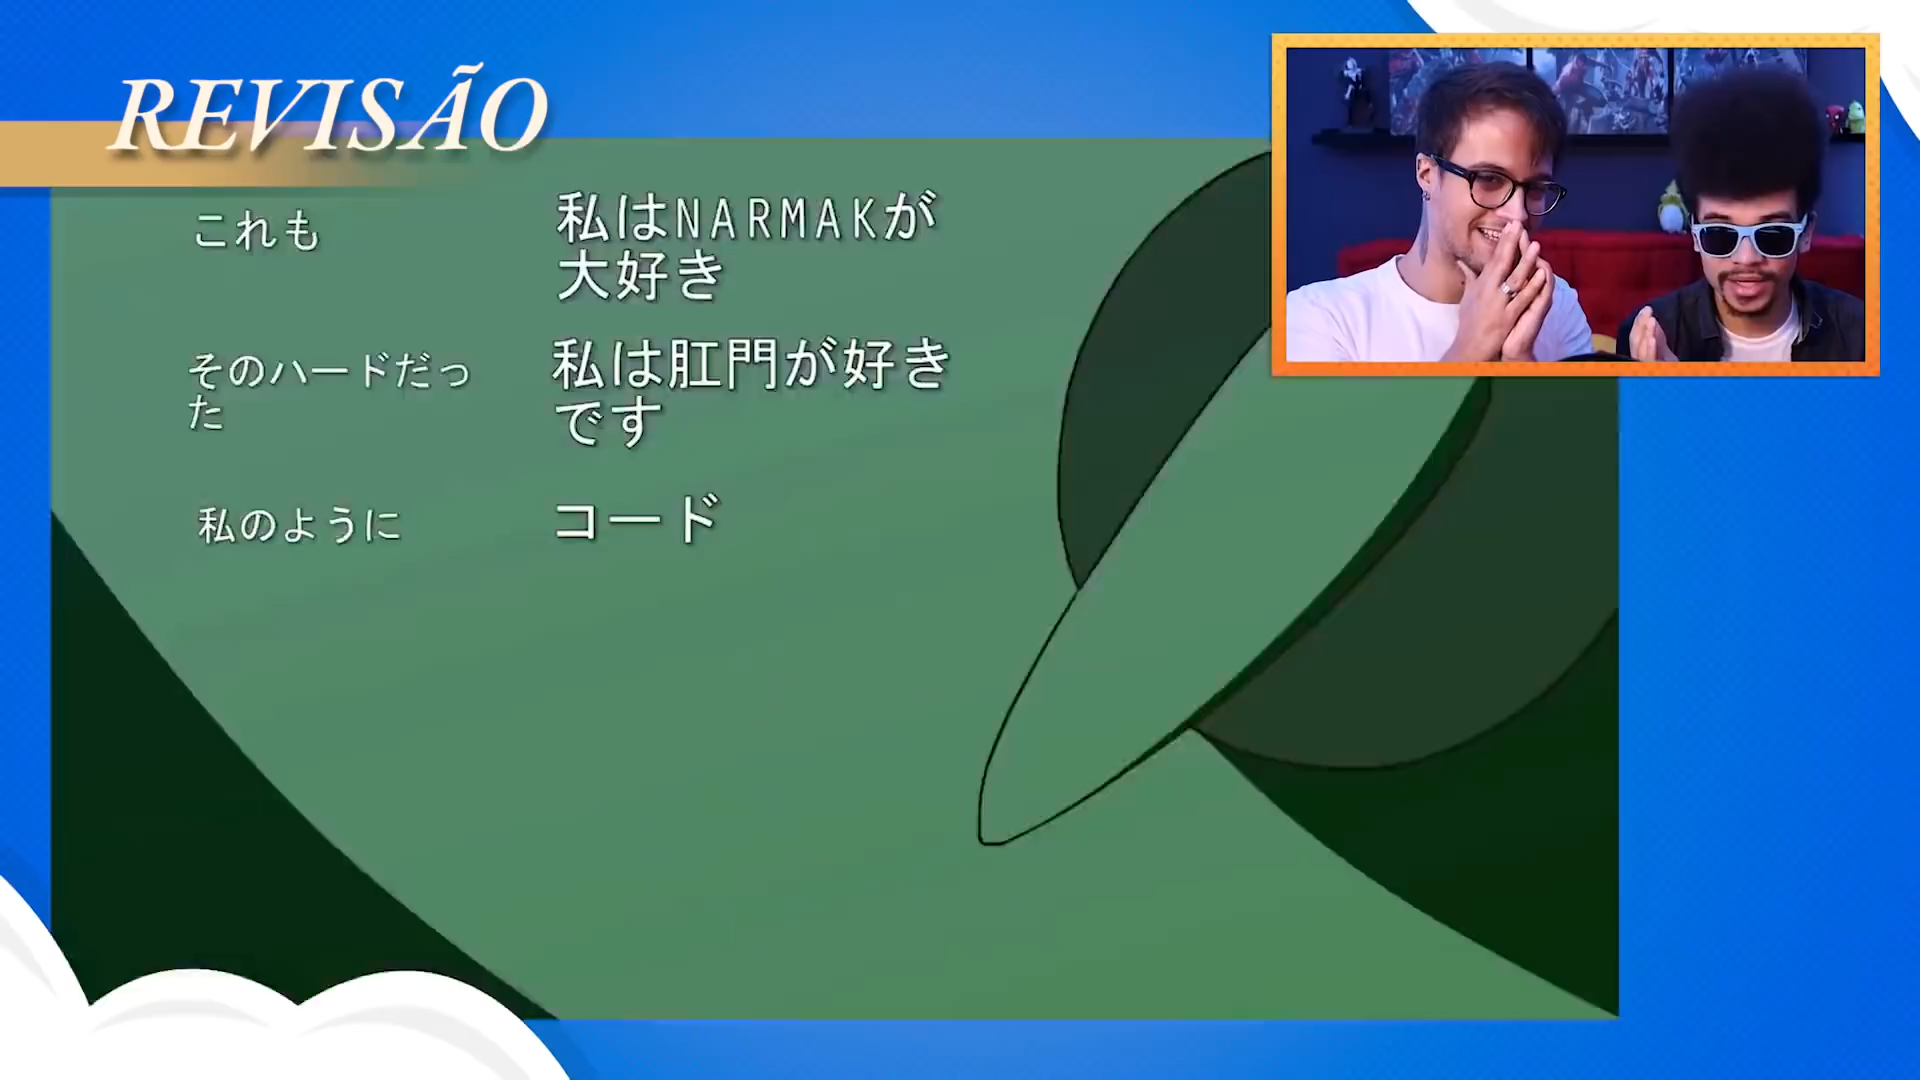 REVISÃO
これも
私はNARMAKが
大好き
そのハードだっ
た
私は肛門が好き
です
私のように
コード